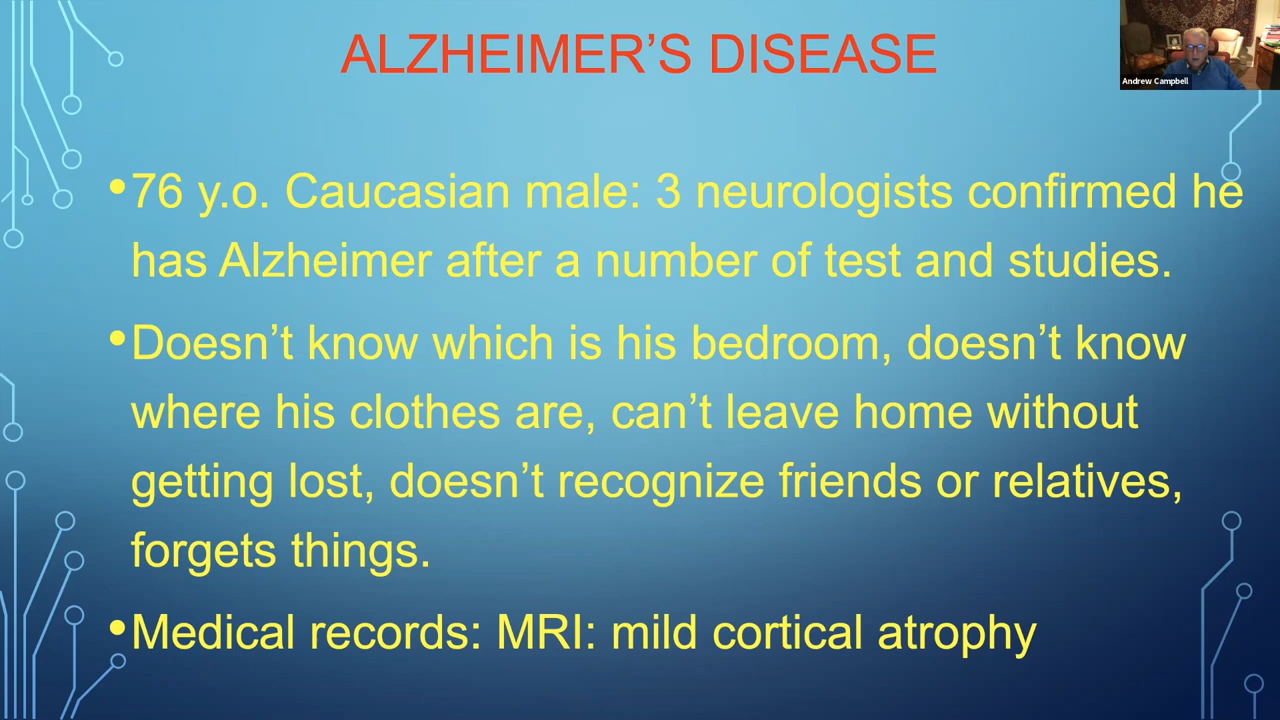 ALZHEIMER’S DISEASE
Andrew Campbell
•76 y.o. Caucasian male: 3 neurologists confirmed he
has Alzheimer after a number of test and studies.
•Doesn’t know which is his bedroom, doesn’t know
where his clothes are, can’t leave home without
getting lost, doesn’t recognize friends or relatives,
forgets things.
•Medical records: MRI: mild cortical atrophy